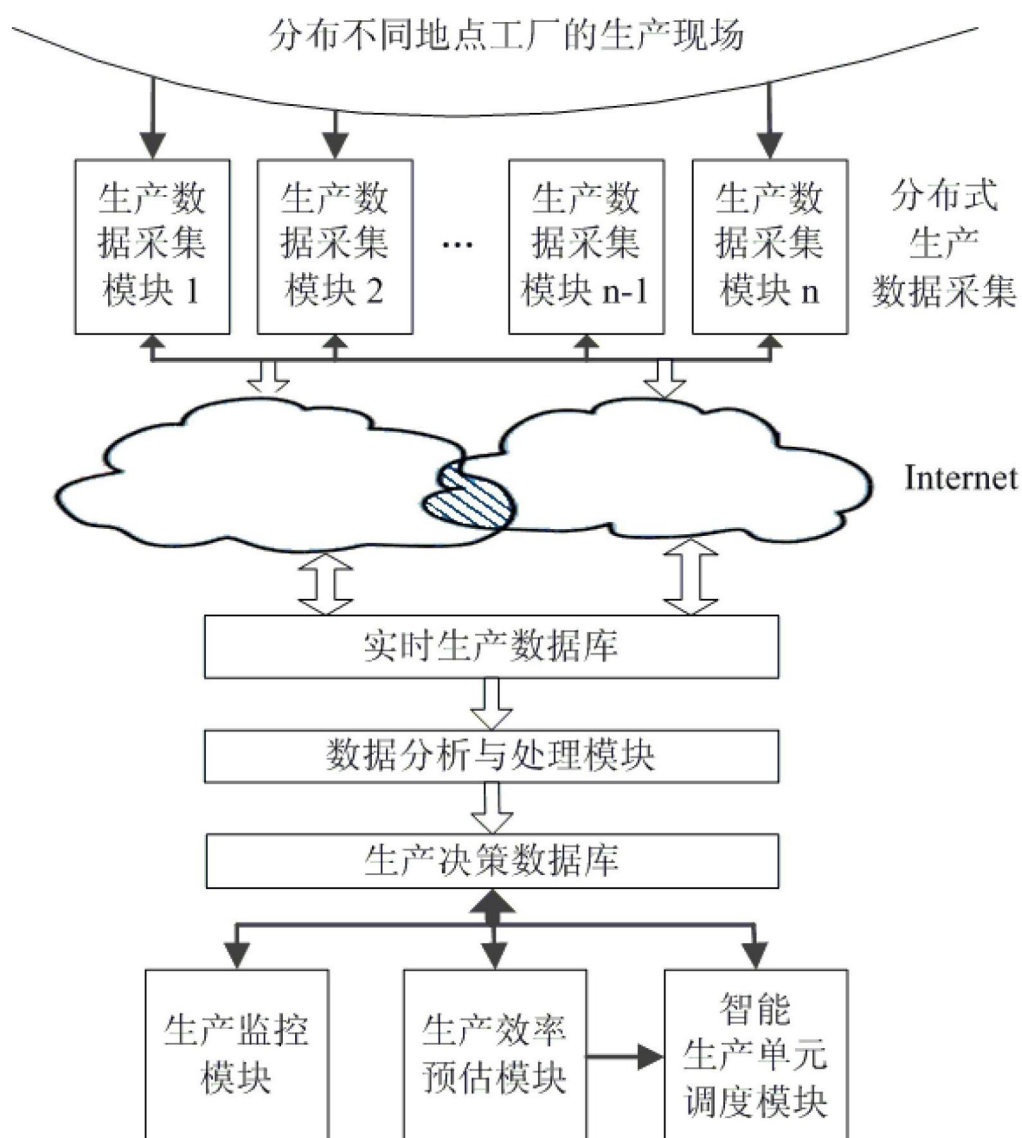 分布不同地点工厂的生产现场
生产数
据采集
模块 1
生产数
据采集
模块 2
...
生产数
据采集
模块 n-1
生产数
据采集
模块 n
分布式
生产
数据采集
Internet
实时生产数据库
数据分析与处理模块
生产决策数据库
生产监控
模块
生产效率
预估模块
智能
生产单元
调度模块